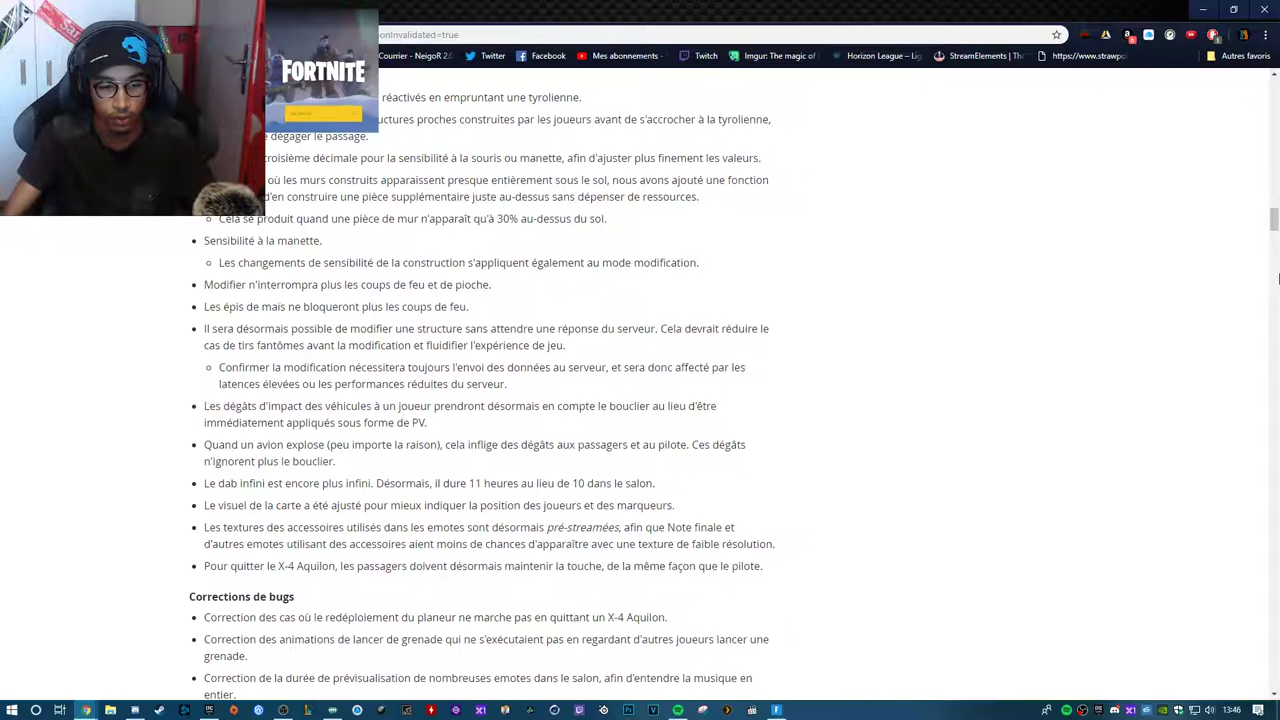 onInvalidated=true
Courrier - NeigoR 2.0 Twitter Facebook Mes abonnements Twitch Imgur: The magic of Horizon League – Lig StreamElements | Th https://www.strawp Autres favoris
FORTNITE
réactivés en empruntant une tyrolienne.
uctures proches construites par les joueurs avant de s'accrocher à la tyrolienne,
e dégager le passage.
troisième décimale pour la sensibilité à la souris ou manette, afin d'ajuster plus finement les valeurs.
où les murs construits apparaissent presque entièrement sous le sol, nous avons ajouté une fonction
d'en construire une pièce supplémentaire juste au-dessus sans dépenser de ressources.
Cela se produit quand une pièce de mur n'apparaît qu'à 30% au-dessus du sol.
Sensibilité à la manette.
Les changements de sensibilité de la construction s'appliquent également au mode modification.
Modifier n'interrompra plus les coups de feu et de pioche.
Les épis de maïs ne bloqueront plus les coups de feu.
Il sera désormais possible de modifier une structure sans attendre une réponse du serveur. Cela devrait réduire le
cas de tirs fantômes avant la modification et fluidifier l'expérience de jeu.
Confirmer la modification nécessitera toujours l'envoi des données au serveur, et sera donc affecté par les
latences élevées ou les performances réduites du serveur.
Les dégâts d'impact des véhicules à un joueur prendront désormais en compte le bouclier au lieu d'être
immédiatement appliqués sous forme de PV.
Quand un avion explose (peu importe la raison), cela inflige des dégâts aux passagers et au pilote. Ces dégâts
n'ignorent plus le bouclier.
Le dab infini est encore plus infini. Désormais, il dure 11 heures au lieu de 10 dans le salon.
Le visuel de la carte a été ajusté pour mieux indiquer la position des joueurs et des marqueurs.
Les textures des accessoires utilisés dans les emotes sont désormais pré-streamées, afin que Note finale et
d'autres emotes utilisant des accessoires aient moins de chances d'apparaître avec une texture de faible résolution.
Pour quitter le X-4 Aquilon, les passagers doivent désormais maintenir la touche, de la même façon que le pilote.
Corrections de bugs
Correction des cas où le redéploiement du planeur ne marche pas en quittant un X-4 Aquilon.
Correction des animations de lancer de grenade qui ne s'exécutaient pas en regardant d'autres joueurs lancer une
grenade.
Correction de la durée de prévisualisation de nombreuses emotes dans le salon, afin d'entendre la musique en
entier.
13:46